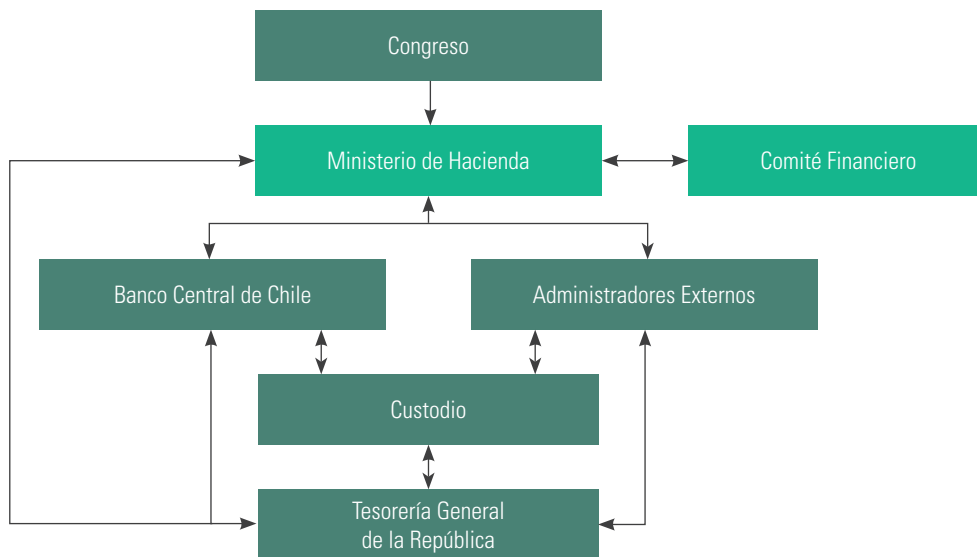 Congreso
Ministerio de Hacienda
Comité Financiero
Banco Central de Chile
Administradores Externos
Custodio
Tesorería General
de la República